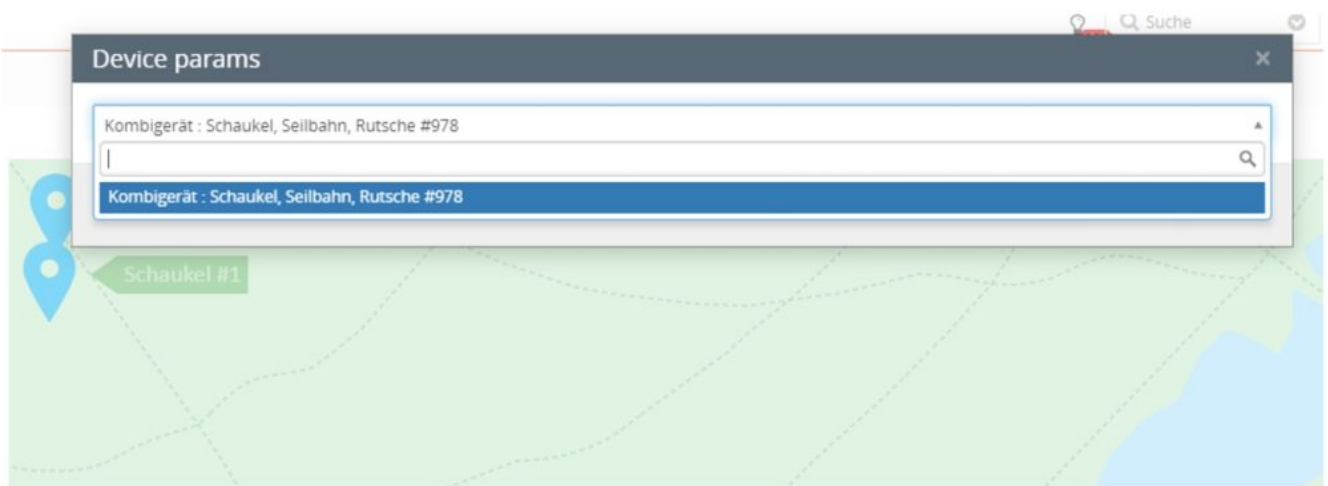 Suche
Device params
Kombigerät : Schaukel, Seilbahn, Rutsche #978
Kombigerät : Schaukel, Seilbahn, Rutsche #978
Schaukel #1